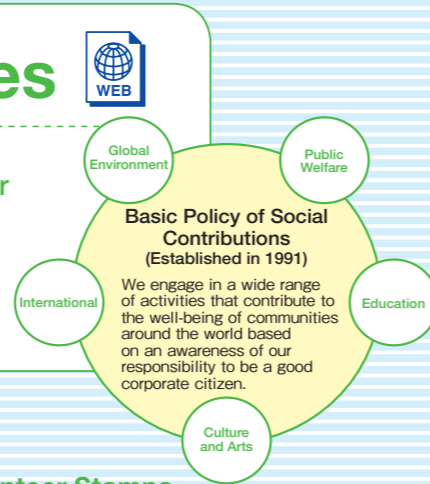 WEB
Global
Environment
Public
Welfare
Basic Policy of Social
Contributions
(Established in 1991)
We engage in a wide range
of activities that contribute to
the well-being of communities
around the world based
on an awareness of our
responsibility to be a good
corporate citizen.
International
Education
Culture
and Arts
Stamps